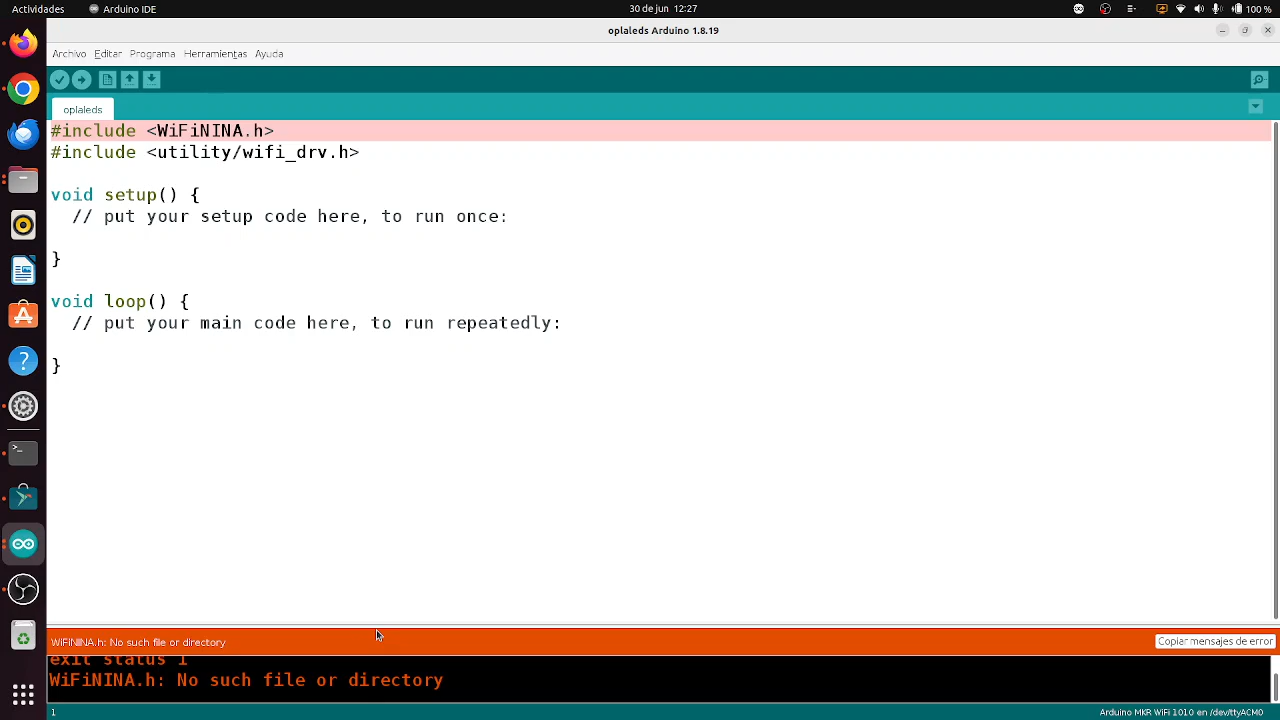 Actividades Arduino IDE 30 de jun 12:27 100 %
oplaleds Arduino 1.8.19
Archivo Editar Programa Herramientas Ayuda
oplaleds
#include <WiFiNINA.h>
#include <utility/wifi_drv.h>
void setup() {
// put your setup code here, to run once:
}
void loop() {
// put your main code here, to run repeatedly:
}
WiFiNINA.h: No such file or directory
Copiar mensajes de error
exit status 1
WiFiNINA.h: No such file or directory
1 Arduino MKR WiFi 1010 en /dev/ttyACM0